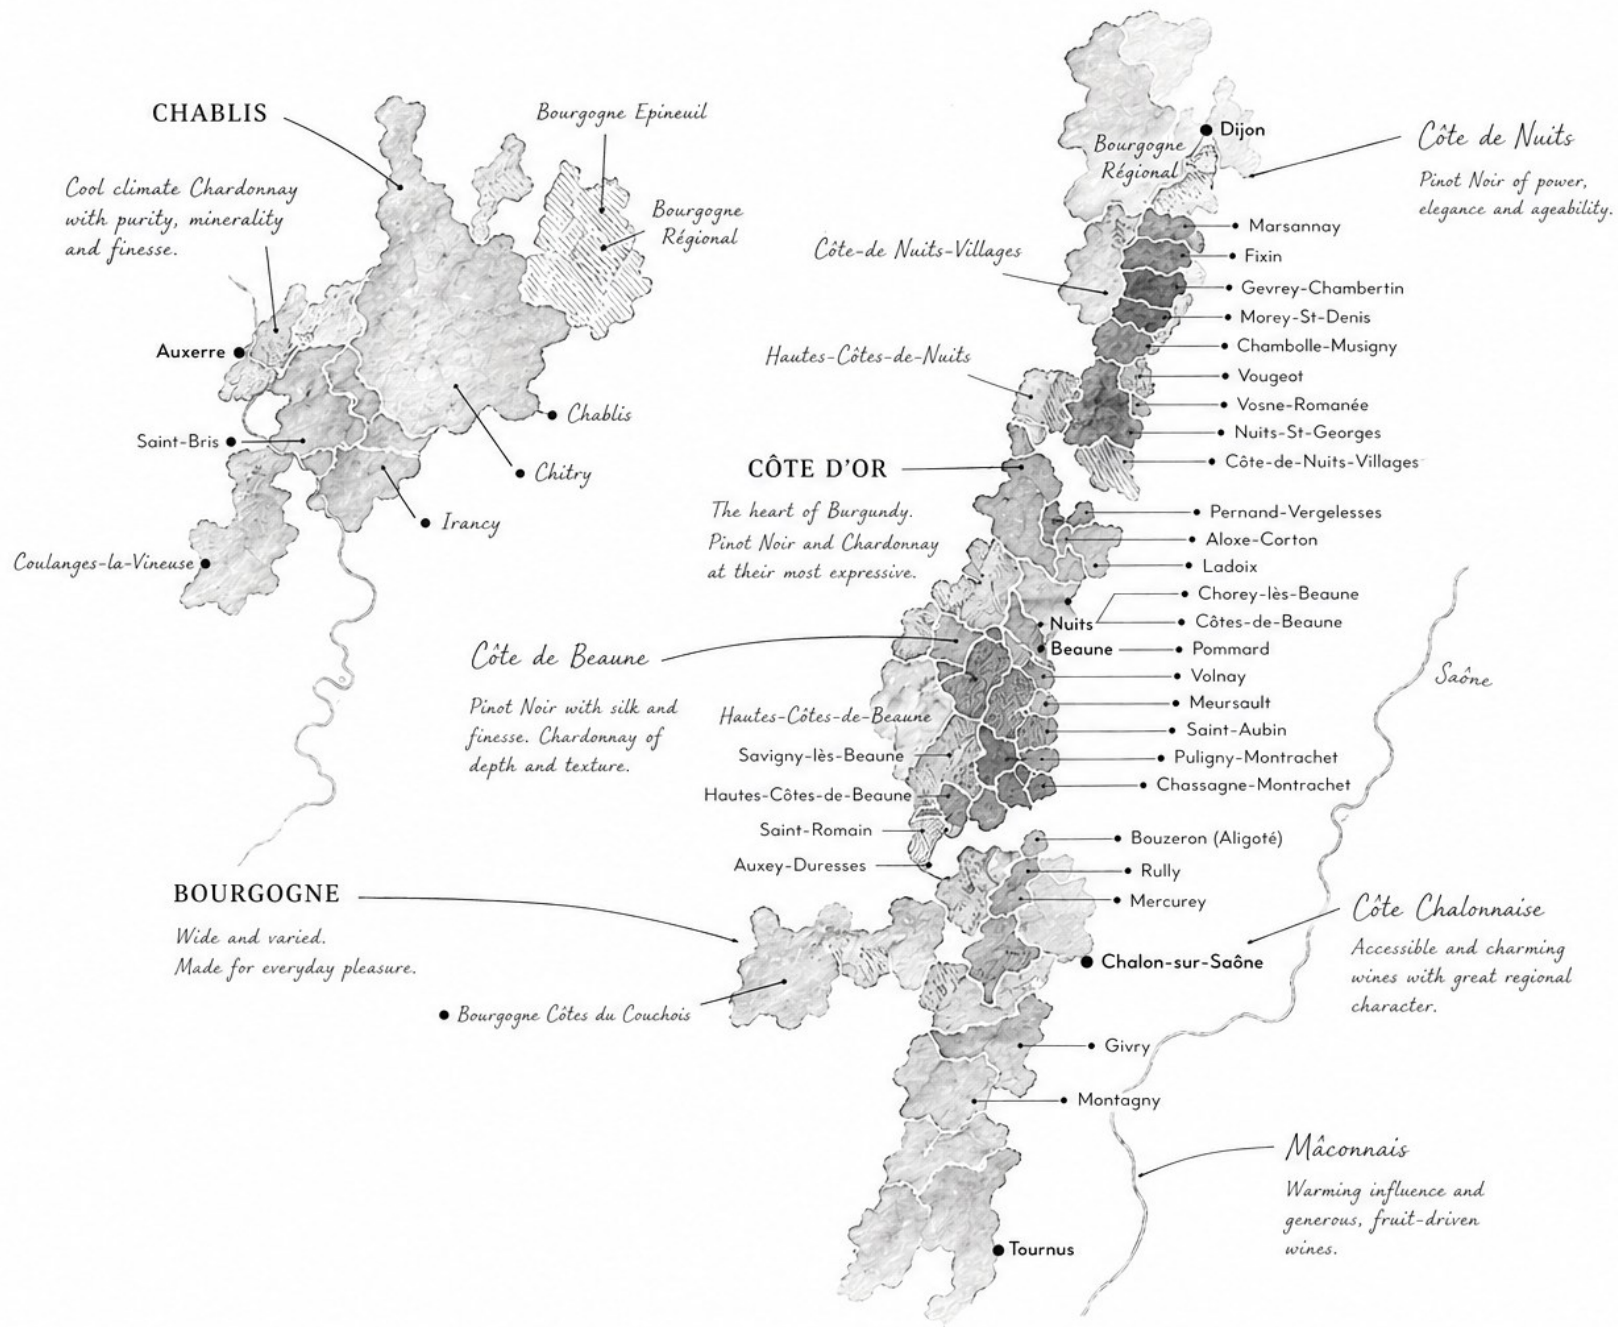 CHABLIS
Cool climate Chardonnay
with purity, minerality
and finesse.
Bourgogne Epineuil
Bourgogne
Régional
Auxerre
Saint-Bris
Coulanges-la-Vineuse
Irancy
Chitry
Chablis
Dijon
Bourgogne
Régional
Côte de Nuits
Pinot Noir of power,
elegance and ageability.
Côte-de Nuits-Villages
Hautes-Côtes-de-Nuits
Marsannay
Fixin
Gevrey-Chambertin
Morey-St-Denis
Chambolle-Musigny
Vougeot
Vosne-Romanée
Nuits-St-Georges
Côte-de-Nuits-Villages
CÔTE D'OR
The heart of Burgundy.
Pinot Noir and Chardonnay
at their most expressive.
Pernand-Vergelesses
Aloxe-Corton
Ladoix
Chorey-lès-Beaune
Nuits
Côtes-de-Beaune
Beaune
Pommard
Volnay
Meursault
Saint-Aubin
Puligny-Montrachet
Chassagne-Montrachet
Saône
Côte de Beaune
Pinot Noir with silk and
finesse. Chardonnay of
depth and texture.
Hautes-Côtes-de-Beaune
Savigny-lès-Beaune
Hautes-Côtes-de-Beaune
Saint-Romain
Auxey-Duresses
Bouzeron (Aligoté)
Rully
Mercurey
BOURGOGNE
Wide and varied.
Made for everyday pleasure.
Bourgogne Côtes du Couchois
Chalon-sur-Saône
Côte Chalonnaise
Accessible and charming
wines with great regional
character.
Givry
Montagny
Mâconnais
Warming influence and
generous, fruit-driven
wines.
Tournus